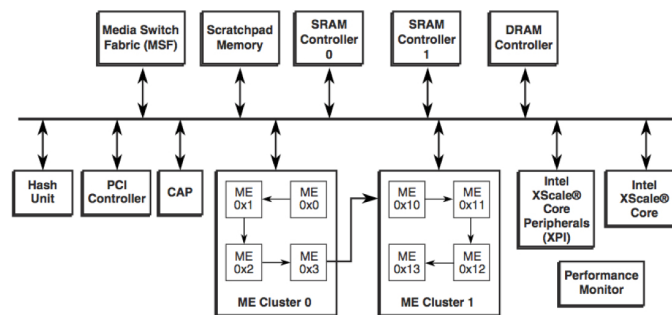 Media Switch
Fabric (MSF)
Scratchpad
Memory
SRAM
Controller
0
SRAM
Controller
1
DRAM
Controller
Hash
Unit
PCI
Controller
CAP
ME
0x1
ME
0x0
ME
0x2
ME
0x3
ME Cluster 0
ME
0x10
ME
0x11
ME
0x13
ME
0x12
ME Cluster 1
Intel
XScale®
Core
Peripherals
(XPI)
Intel
XScale®
Core
Performance
Monitor